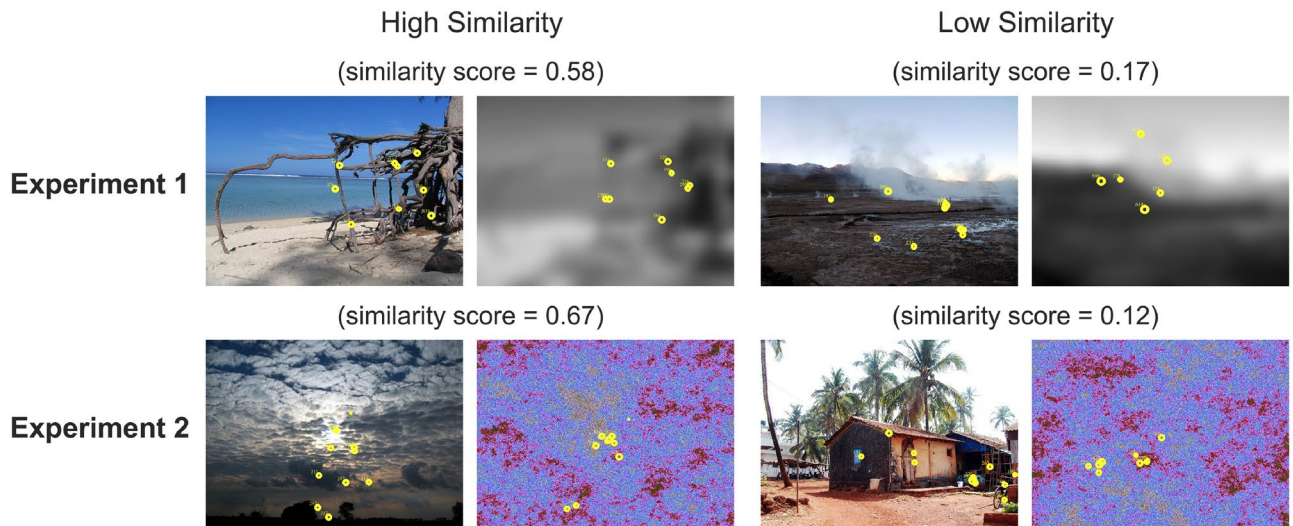 High Similarity
Low Similarity
(similarity score = 0.58)
(similarity score = 0.17)
Experiment 1
(similarity score = 0.67)
(similarity score = 0.12)
Experiment 2